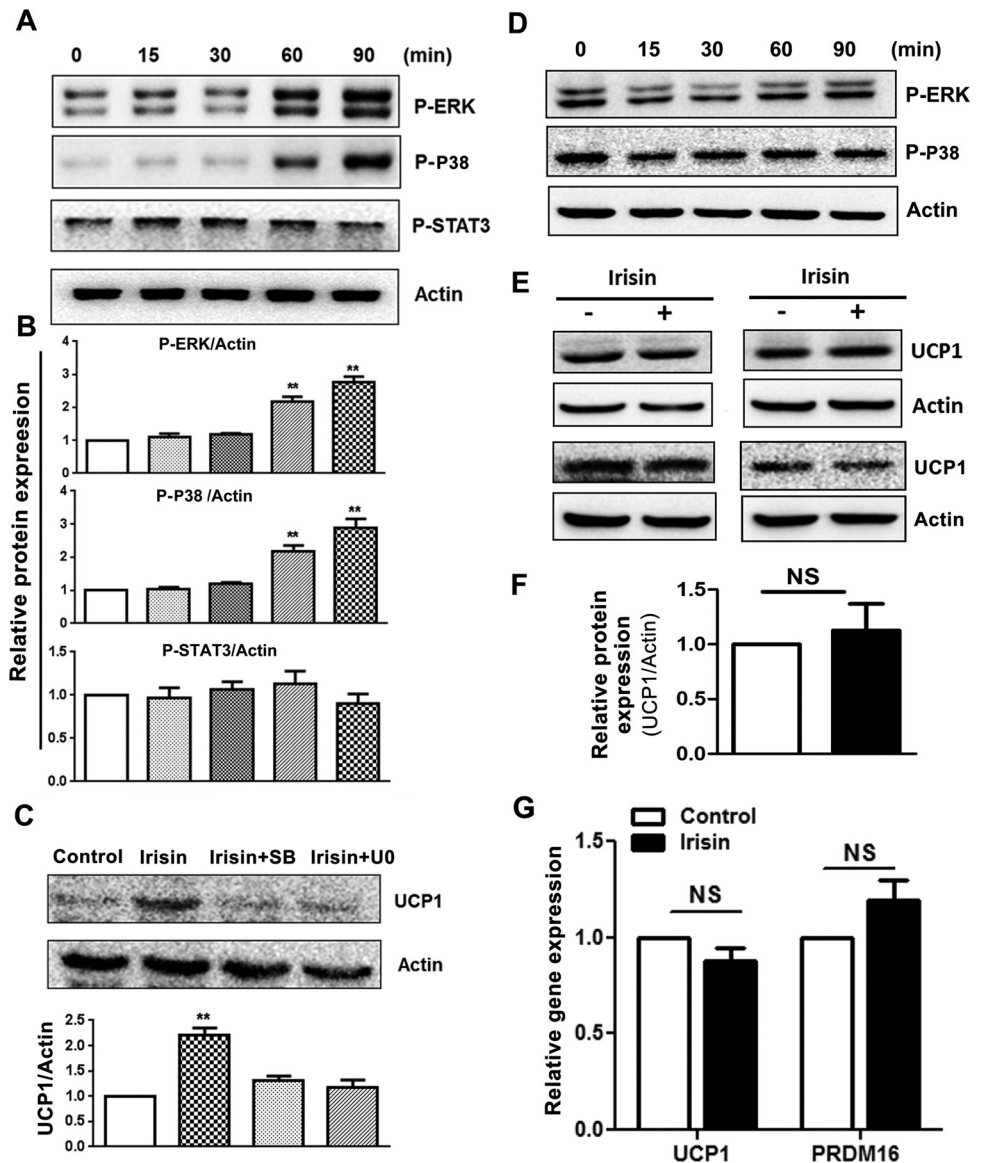 A
0 15 30 60 90 (min)
P-ERK
P-P38
P-STAT3
Actin
B
Relative protein expreesion
P-ERK/Actin
4
3
2
1
0
** **
P-P38 /Actin
4
3
2
1
0
** **
P-STAT3/Actin
1.5
1.0
0.5
0.0
C
Control Irisin Irisin+SB Irisin+U0
UCP1
Actin
UCP1/Actin
2.5
2.0
1.5
1.0
0.5
0.0
**
D
0 15 30 60 90 (min)
P-ERK
P-P38
Actin
E
Irisin Irisin
- + - +
UCP1
Actin
UCP1
Actin
F
Relative protein
expression
(UCP1/Actin)
1.5
1.0
0.5
0.0
NS
G
Control
Irisin
Relative gene expression
1.5
1.0
0.5
0.0
NS NS
UCP1 PRDM16